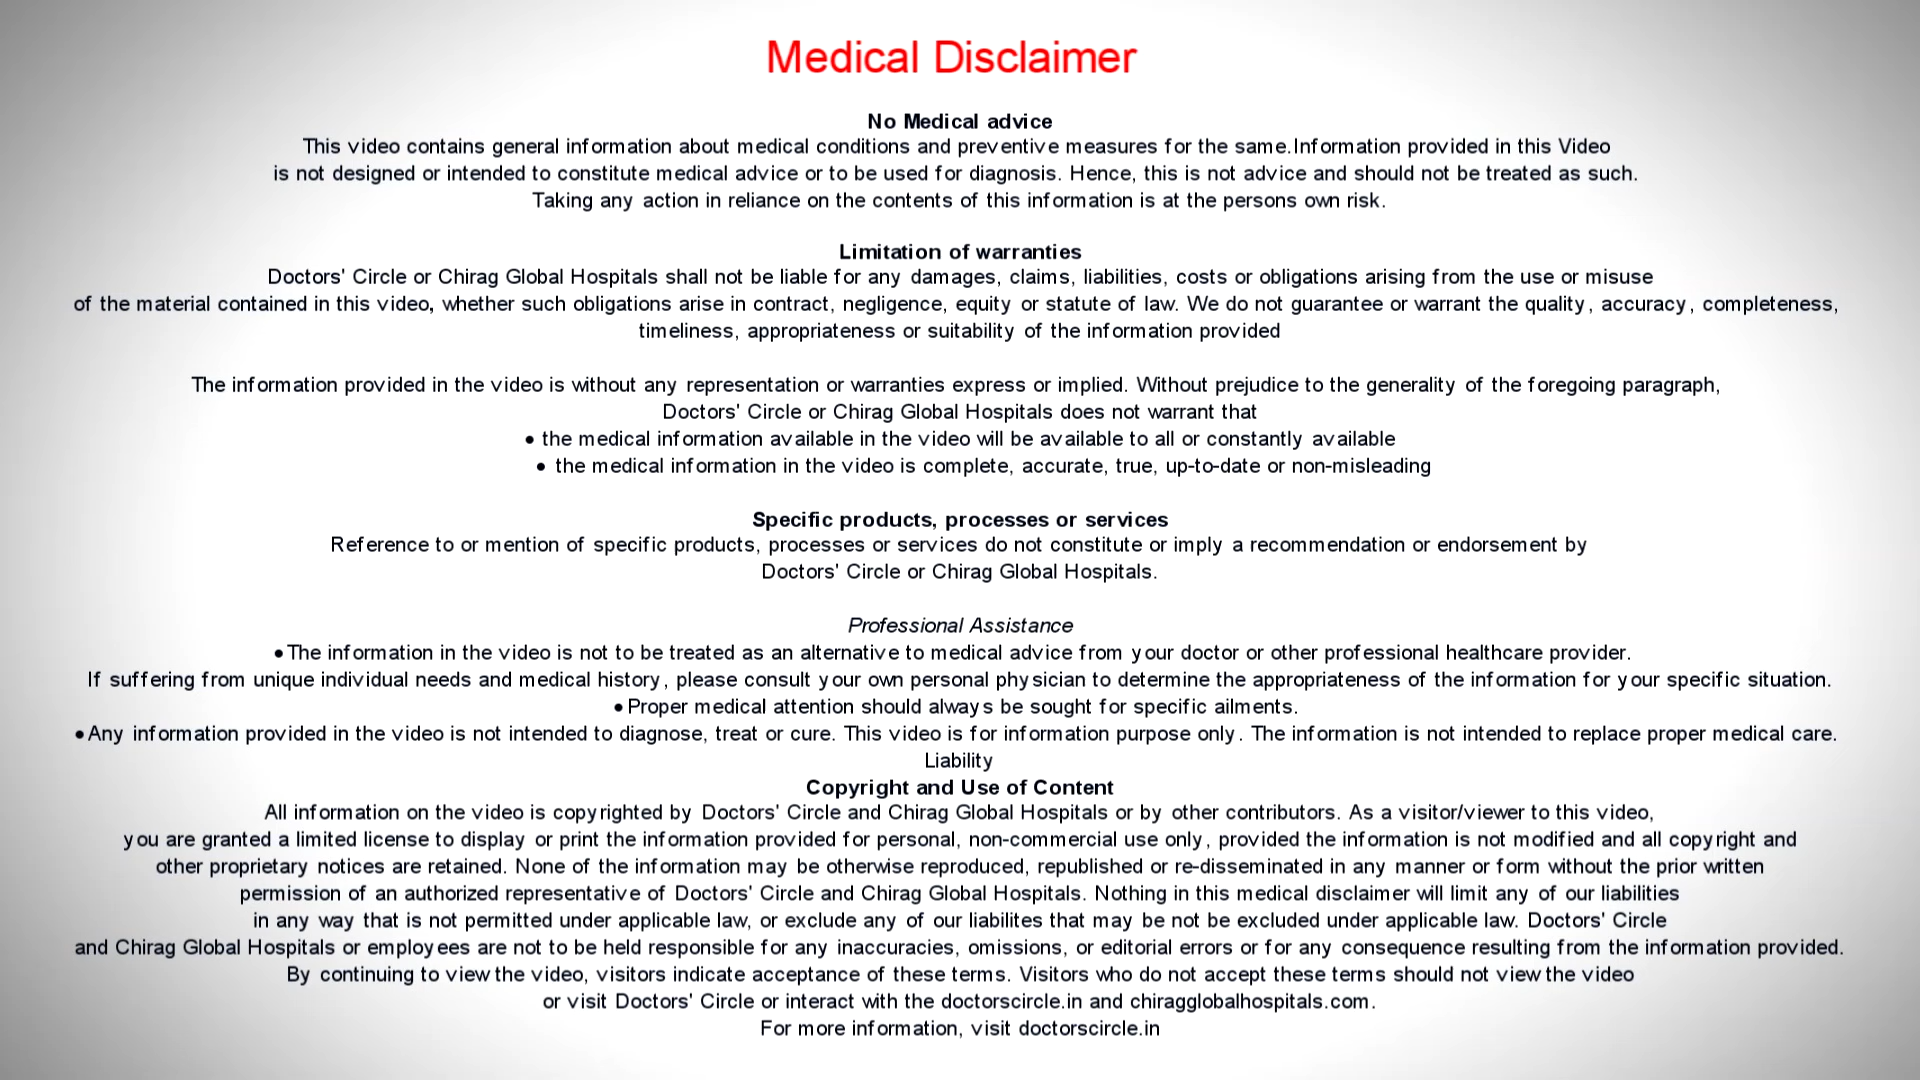 Medical Disclaimer
No Medical advice
This video contains general information about medical conditions and preventive measures for the same.Information provided in this Video
is not designed or intended to constitute medical advice or to be used for diagnosis. Hence, this is not advice and should not be treated as such.
Taking any action in reliance on the contents of this information is at the persons own risk.
Limitation of warranties
Doctors' Circle or Chirag Global Hospitals shall not be liable for any damages, claims, liabilities, costs or obligations arising from the use or misuse
of the material contained in this video, whether such obligations arise in contract, negligence, equity or statute of law. We do not guarantee or warrant the quality, accuracy, completeness,
timeliness, appropriateness or suitability of the information provided
The information provided in the video is without any representation or warranties express or implied. Without prejudice to the generality of the foregoing paragraph,
Doctors' Circle or Chirag Global Hospitals does not warrant that
• the medical information available in the video will be available to all or constantly available
• the medical information in the video is complete, accurate, true, up-to-date or non-misleading
Specific products, processes or services
Reference to or mention of specific products, processes or services do not constitute or imply a recommendation or endorsement by
Doctors' Circle or Chirag Global Hospitals.
Professional Assistance
•The information in the video is not to be treated as an alternative to medical advice from your doctor or other professional healthcare provider.
If suffering from unique individual needs and medical history, please consult your own personal physician to determine the appropriateness of the information for your specific situation.
•Proper medical attention should always be sought for specific ailments.
•Any information provided in the video is not intended to diagnose, treat or cure. This video is for information purpose only. The information is not intended to replace proper medical care.
Liability
Copyright and Use of Content
All information on the video is copyrighted by Doctors' Circle and Chirag Global Hospitals or by other contributors. As a visitor/viewer to this video,
you are granted a limited license to display or print the information provided for personal, non-commercial use only, provided the information is not modified and all copyright and
other proprietary notices are retained. None of the information may be otherwise reproduced, republished or re-disseminated in any manner or form without the prior written
permission of an authorized representative of Doctors' Circle and Chirag Global Hospitals. Nothing in this medical disclaimer will limit any of our liabilities
in any way that is not permitted under applicable law, or exclude any of our liabilites that may be not be excluded under applicable law. Doctors' Circle
and Chirag Global Hospitals or employees are not to be held responsible for any inaccuracies, omissions, or editorial errors or for any consequence resulting from the information provided.
By continuing to view the video, visitors indicate acceptance of these terms. Visitors who do not accept these terms should not view the video
or visit Doctors' Circle or interact with the doctorscircle.in and chiragglobalhospitals.com.
For more information, visit doctorscircle.in